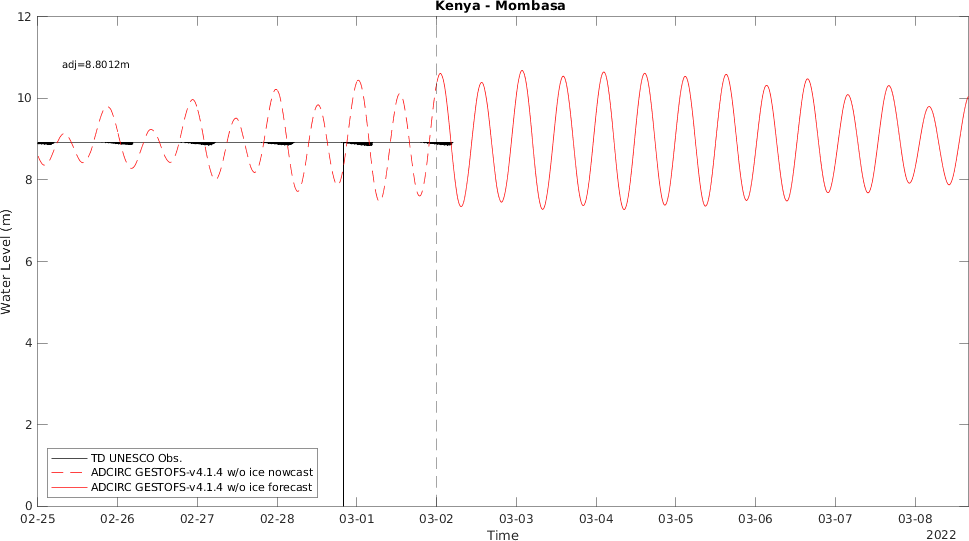 Kenya - Mombasa
12
adj=8.8012m
10
8
6
4
2
0
Water Level (m)
TD UNESCO Obs.
ADCIRC GESTOFS-v4.1.4 w/o ice nowcast
ADCIRC GESTOFS-v4.1.4 w/o ice forecast
02-25 02-26 02-27 02-28 03-01 03-02 03-03 03-04 03-05 03-06 03-07 03-08
Time
2022